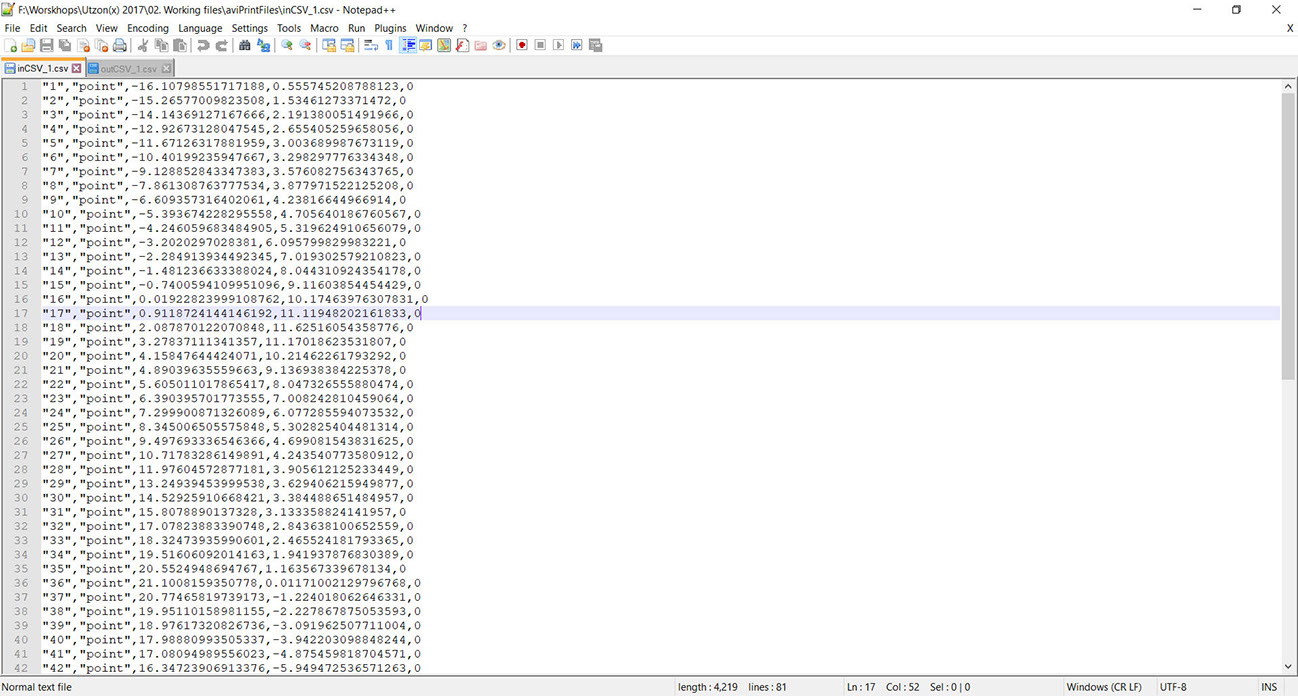 F:\Worskhops\Utzon(x) 2017\02. Working files\aviPrintFiles\inCSV_1.csv - Notepad++
File Edit Search View Encoding Language Settings Tools Macro Run Plugins Window ?
X
inCSV_1.csv outCSV_1.csv
1 "1","point",-16.10798551717188,0.555745208788123,0
2 "2","point",-15.26577009823508,1.53461273371472,0
3 "3","point",-14.14369127167666,2.191380051491966,0
4 "4","point",-12.92673128047545,2.655405259658056,0
5 "5","point",-11.67126317881959,3.003689987673119,0
6 "6","point",-10.40199235947667,3.298297776334348,0
7 "7","point",-9.128852843347383,3.576082756343765,0
8 "8","point",-7.861308763777534,3.877971522125208,0
9 "9","point",-6.609357316402061,4.23816644966914,0
10 "10","point",-5.393674228295558,4.705640186760567,0
11 "11","point",-4.246059683484905,5.319624910656079,0
12 "12","point",-3.2020297028381,6.095799829983221,0
13 "13","point",-2.284913934492345,7.019302579210823,0
14 "14","point",-1.481236633388024,8.044310924354178,0
15 "15","point",-0.7400594109951096,9.11603854454429,0
16 "16","point",0.01922823999108762,10.17463976307831,0
17 "17","point",0.9118724144146192,11.11948202161833,0
18 "18","point",2.087870122070848,11.62516054358776,0
19 "19","point",3.27837111341357,11.17018623531807,0
20 "20","point",4.15847644424071,10.21462261793292,0
21 "21","point",4.89039635559663,9.136938384225378,0
22 "22","point",5.605011017865417,8.047326555880474,0
23 "23","point",6.390395701773555,7.008242810459064,0
24 "24","point",7.299900871326089,6.077285594073532,0
25 "25","point",8.345006505575848,5.302825404481314,0
26 "26","point",9.497693336546366,4.699081543831625,0
27 "27","point",10.71783286149891,4.243540773580912,0
28 "28","point",11.97604572877181,3.905612125233449,0
29 "29","point",13.24939453999538,3.629406215949877,0
30 "30","point",14.52925910668421,3.384488651484957,0
31 "31","point",15.8078890137328,3.133358824141957,0
32 "32","point",17.07823883390748,2.843638100652559,0
33 "33","point",18.32473935990601,2.465524181793365,0
34 "34","point",19.51606092014163,1.941937876830389,0
35 "35","point",20.5524948694767,1.163567339678134,0
36 "36","point",21.1008159350778,0.01171002129796768,0
37 "37","point",20.77465819739173,-1.224018062646331,0
38 "38","point",19.95110158981155,-2.227867875053593,0
39 "39","point",18.97617320826736,-3.091962507711004,0
40 "40","point",17.98880993505337,-3.942203098848244,0
41 "41","point",17.08094989556023,-4.875459518704571,0
42 "42","point",16.34723906913376,-5.949472536571263,0
Normal text file length : 4,219 lines : 81 Ln : 17 Col : 52 Sel : 0 | 0 Windows (CR LF) UTF-8 INS